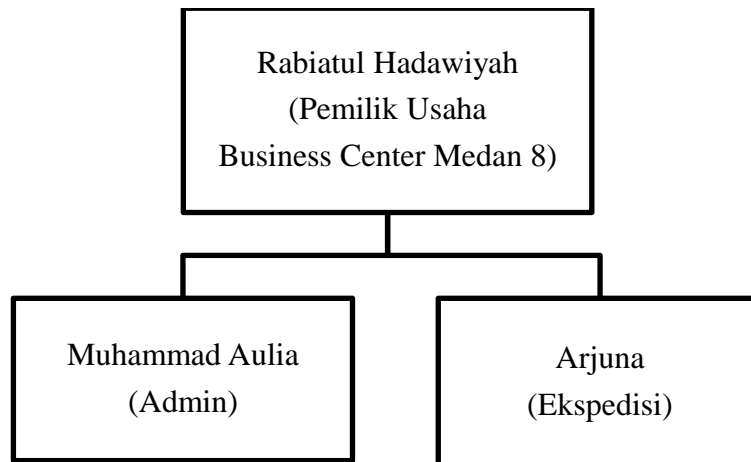 Rabiatul Hadawiyah
(Pemilik Usaha
Business Center Medan 8)
Muhammad Aulia
(Admin)
Arjuna
(Ekspedisi)